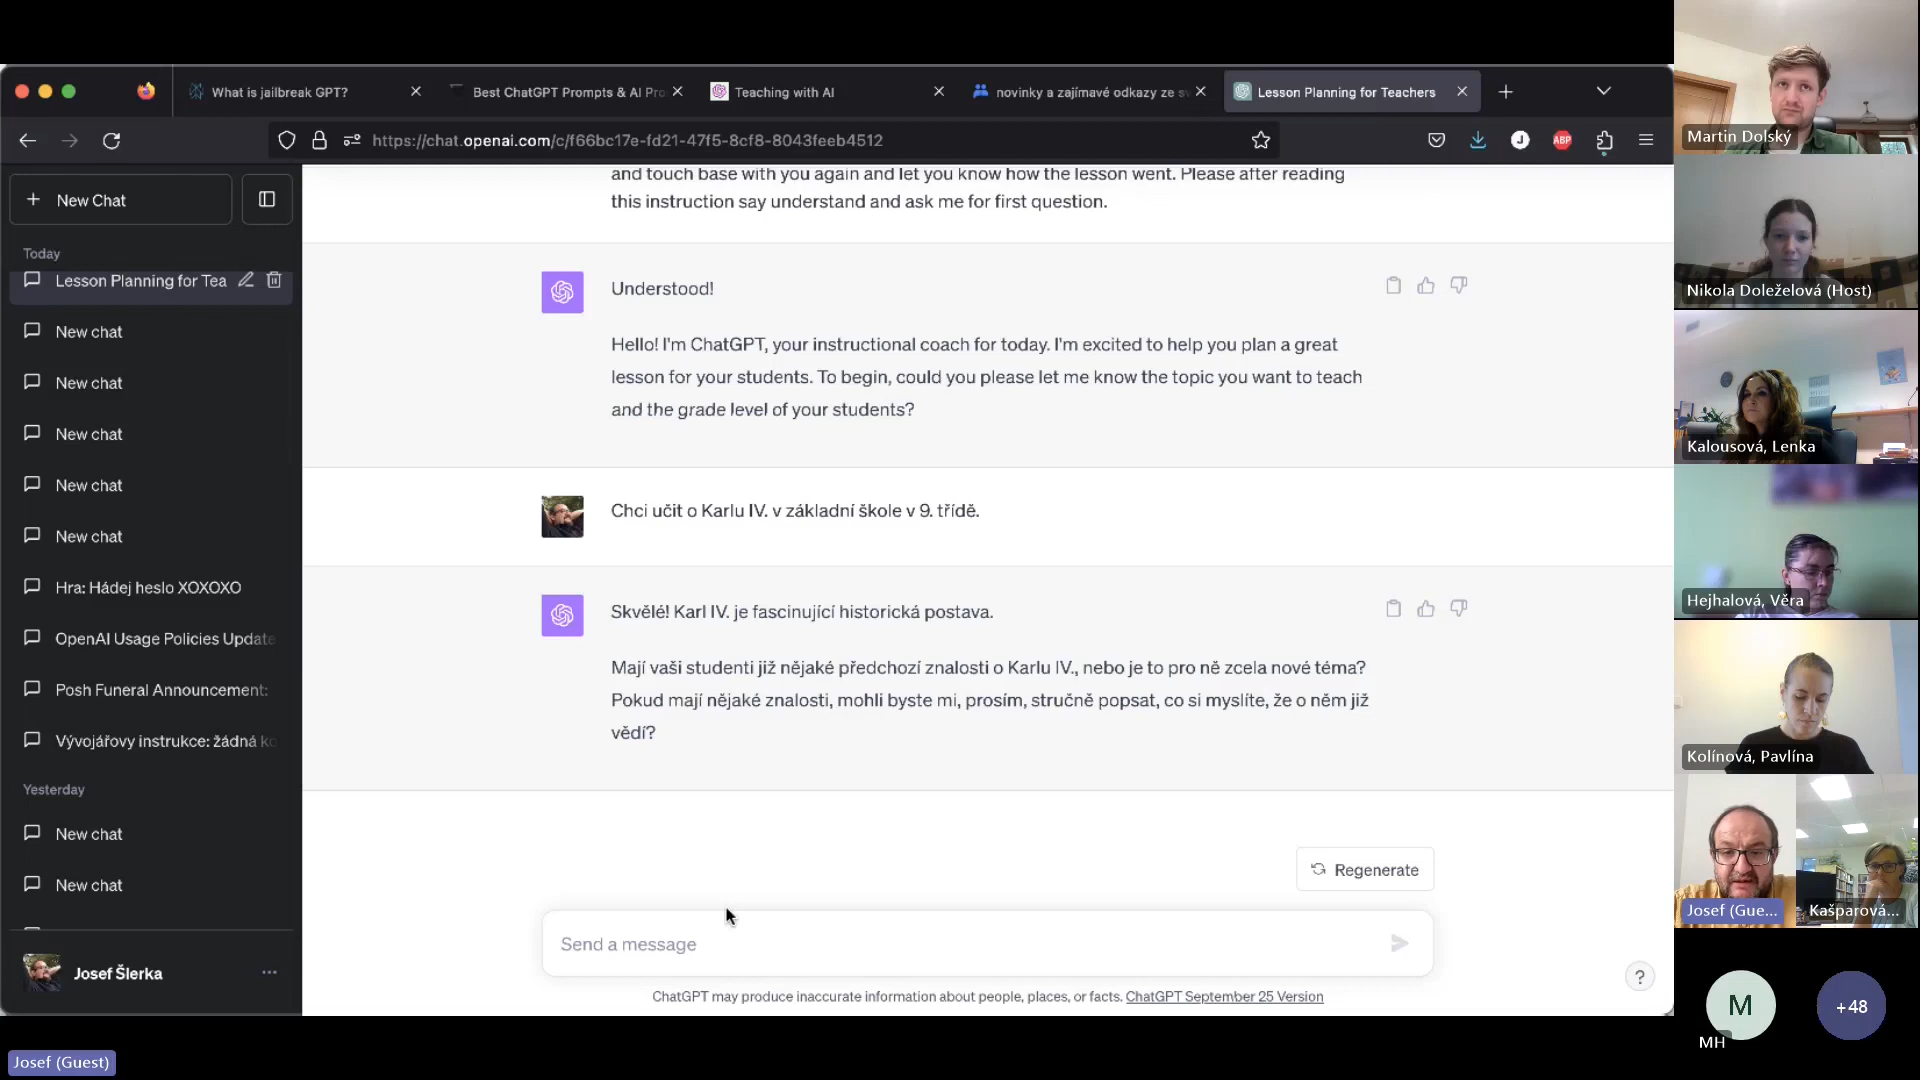 What is jailbreak GPT?
Best ChatGPT Prompts & AI Pro
Teaching with AI
novinky a zajímavé odkazy ze sv
Lesson Planning for Teachers
https://chat.openai.com/c/f66bc17e-fd21-47f5-8cf8-8043feeb4512
J
ABP
New Chat
Today
Lesson Planning for Tea
New chat
New chat
New chat
New chat
New chat
Hra: Hádej heslo XOXOXO
OpenAI Usage Policies Update
Posh Funeral Announcement:
Vývojářovy instrukce: žádná ko
Yesterday
New chat
New chat
Josef Šlerka
and touch base with you again and let you know how the lesson went. Please after reading
this instruction say understand and ask me for first question.
Understood!
Hello! I'm ChatGPT, your instructional coach for today. I'm excited to help you plan a great
lesson for your students. To begin, could you please let me know the topic you want to teach
and the grade level of your students?
Chci učit o Karlu IV. v základní škole v 9. třídě.
Skvělé! Karl IV. je fascinující historická postava.
Mají vaši studenti již nějaké předchozí znalosti o Karlu IV., nebo je to pro ně zcela nové téma?
Pokud mají nějaké znalosti, mohli byste mi, prosím, stručně popsat, co si myslíte, že o něm již
vědí?
Regenerate
Send a message
ChatGPT may produce inaccurate information about people, places, or facts. ChatGPT September 25 Version
?
Josef (Guest)
Martin Dolský
Nikola Doleželová (Host)
Kalousová, Lenka
Hejhalová, Věra
Kolínová, Pavlína
Josef (Gue...
Kašparová...
M
MH
+48